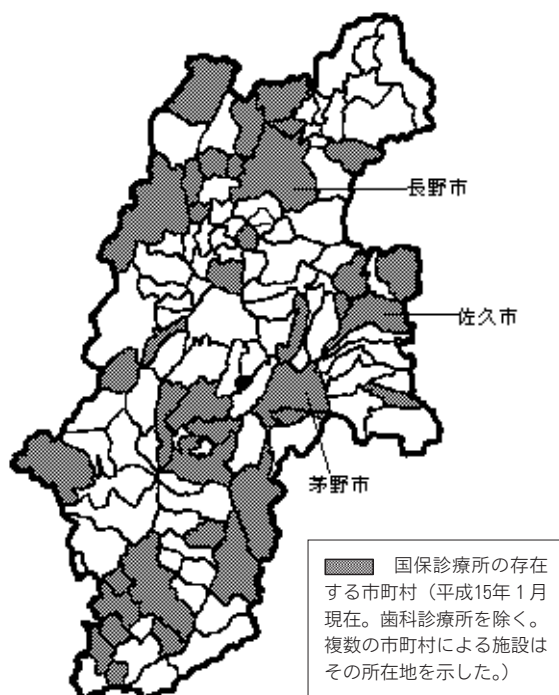 長野市
佐久市
茅野市
国保診療所の存在
する市町村（平成15年1月
現在。歯科診療所を除く。
複数の市町村による施設は
その所在地を示した。）